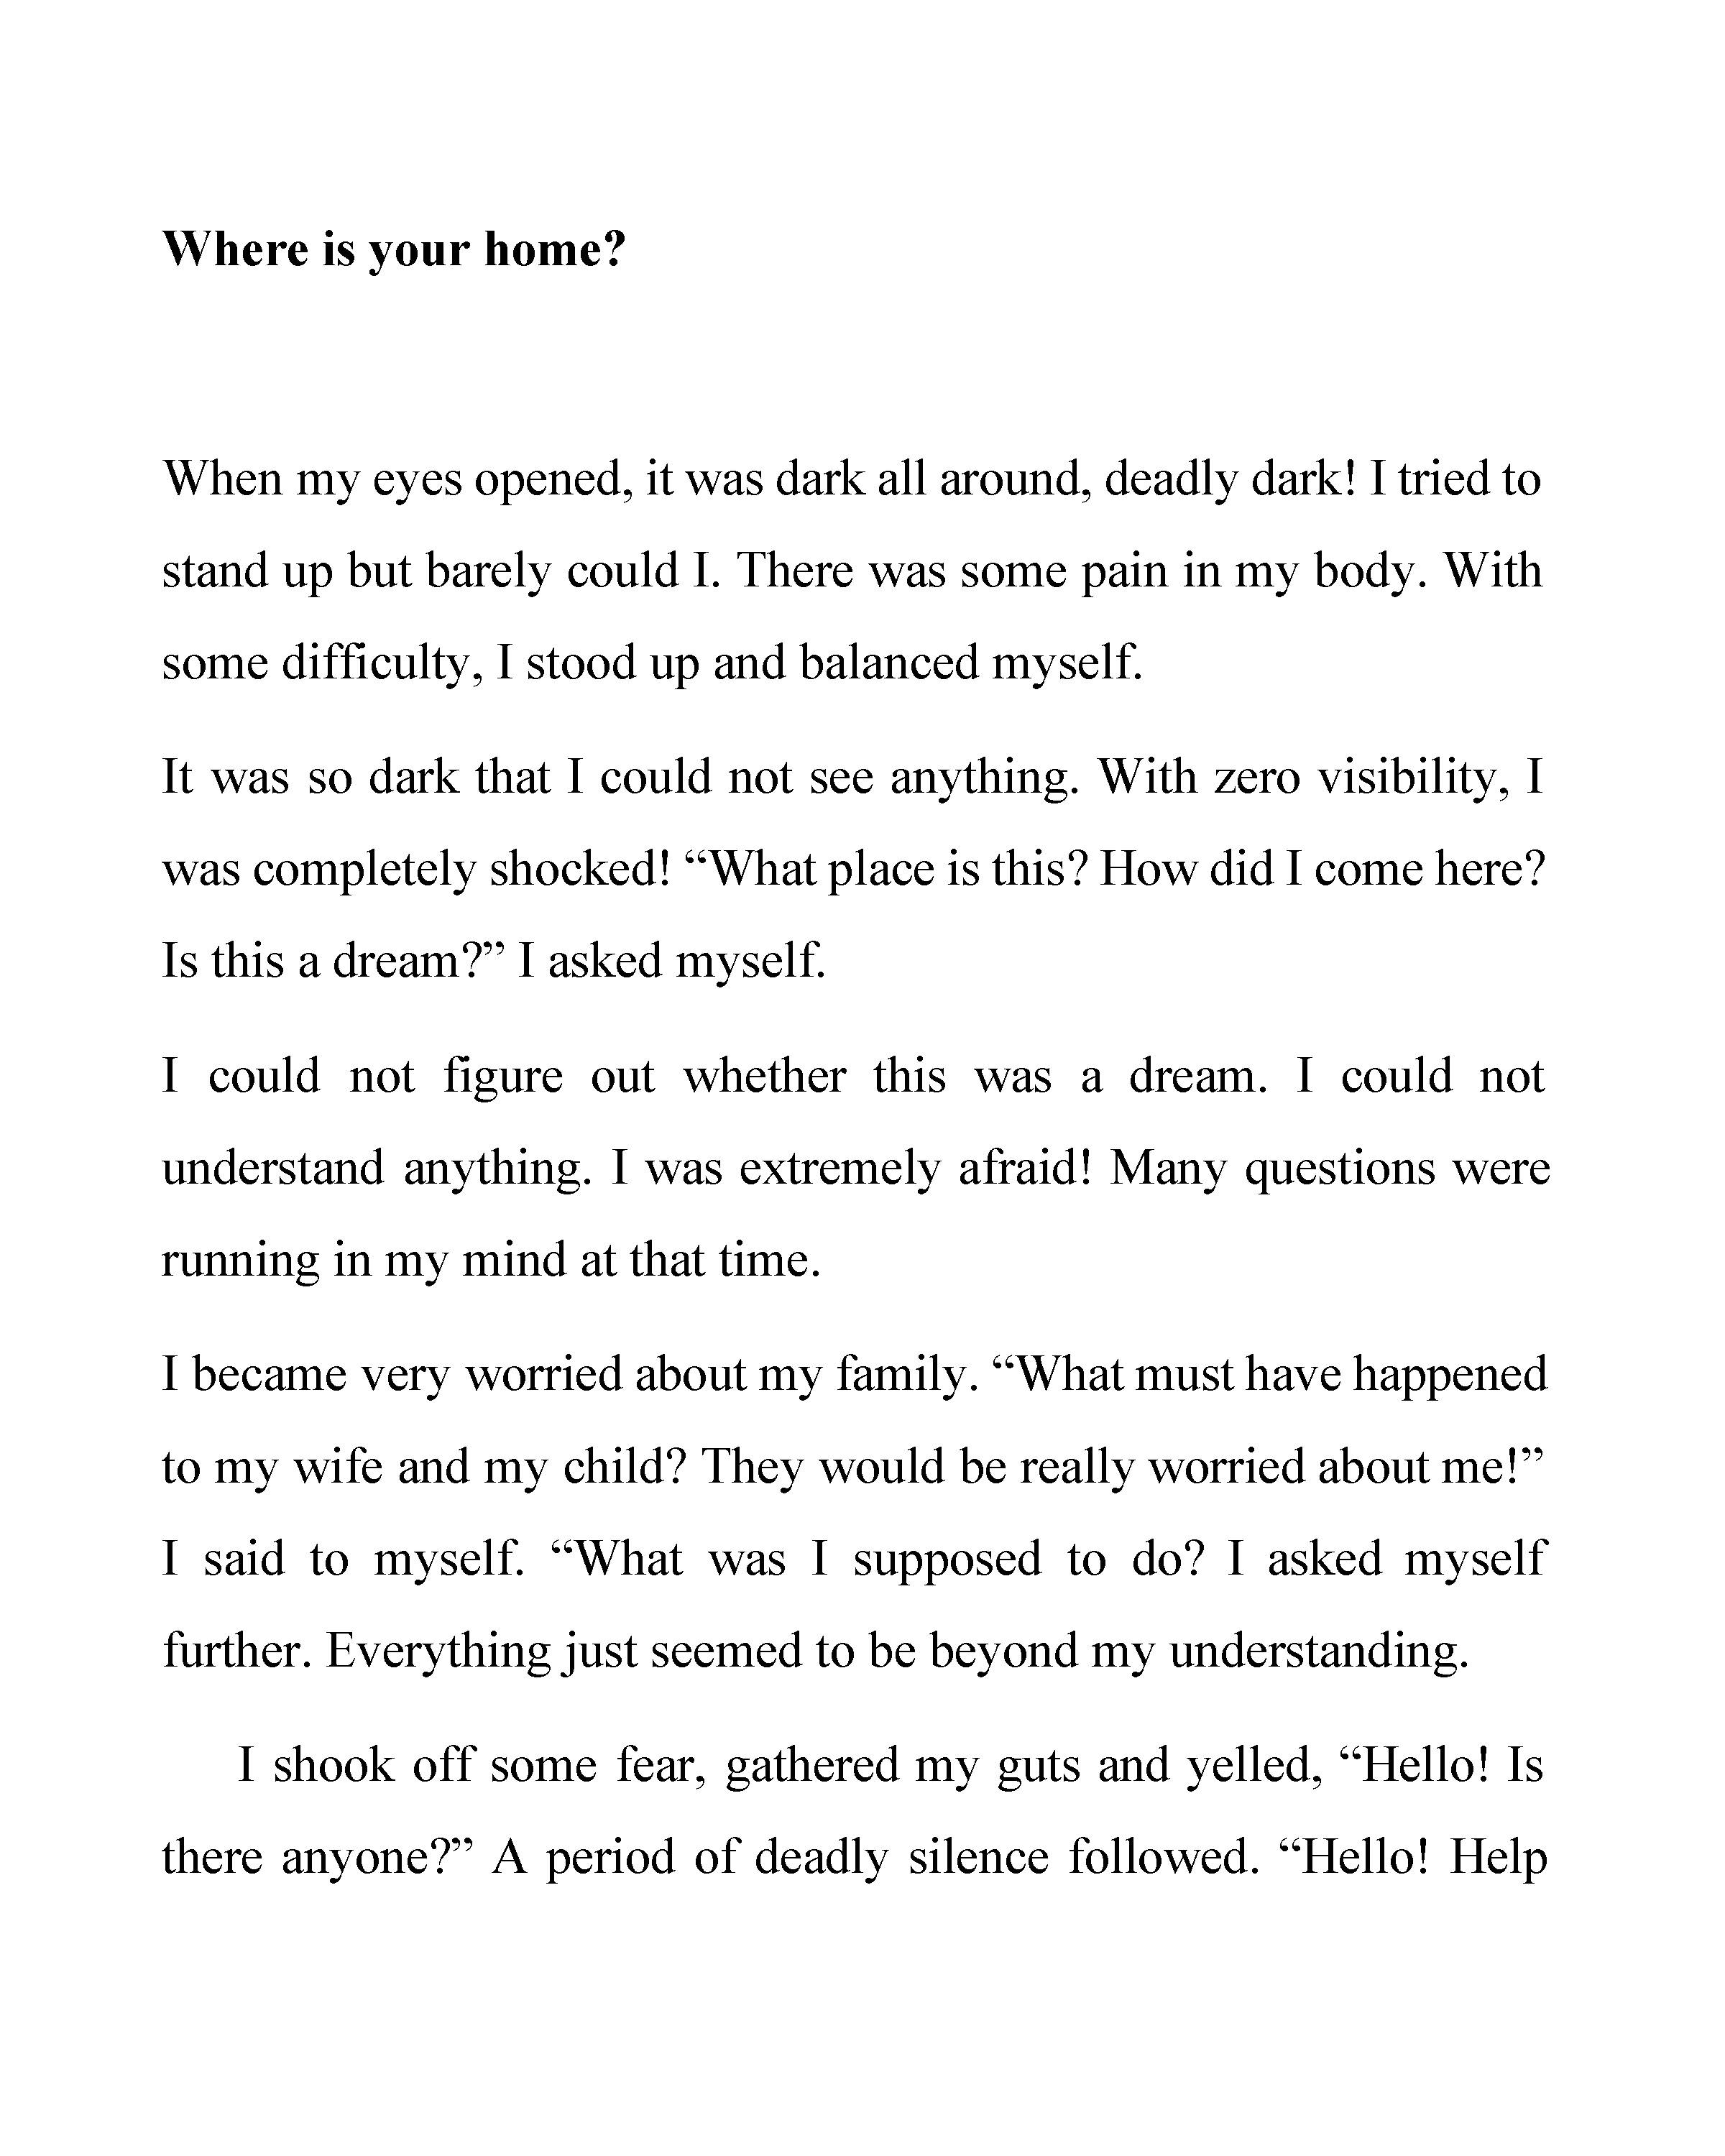 Where is your home?
When my eyes opened, it was dark all around, deadly dark! I tried to
stand up but barely could I. There was some pain in my body. With
some difficulty, I stood up and balanced myself.
It was so dark that I could not see anything. With zero visibility, I
was completely shocked! “What place is this? How did I come here?
Is this a dream?” I asked myself.
I could not figure out whether this was a dream. I could not
understand anything. I was extremely afraid! Many questions were
running in my mind at that time.
I became very worried about my family. “What must have happened
to my wife and my child? They would be really worried about me!”
I said to myself. “What was I supposed to do? I asked myself
further. Everything just seemed to be beyond my understanding.
I shook off some fear, gathered my guts and yelled, “Hello! Is
there anyone?” A period of deadly silence followed. “Hello! Help